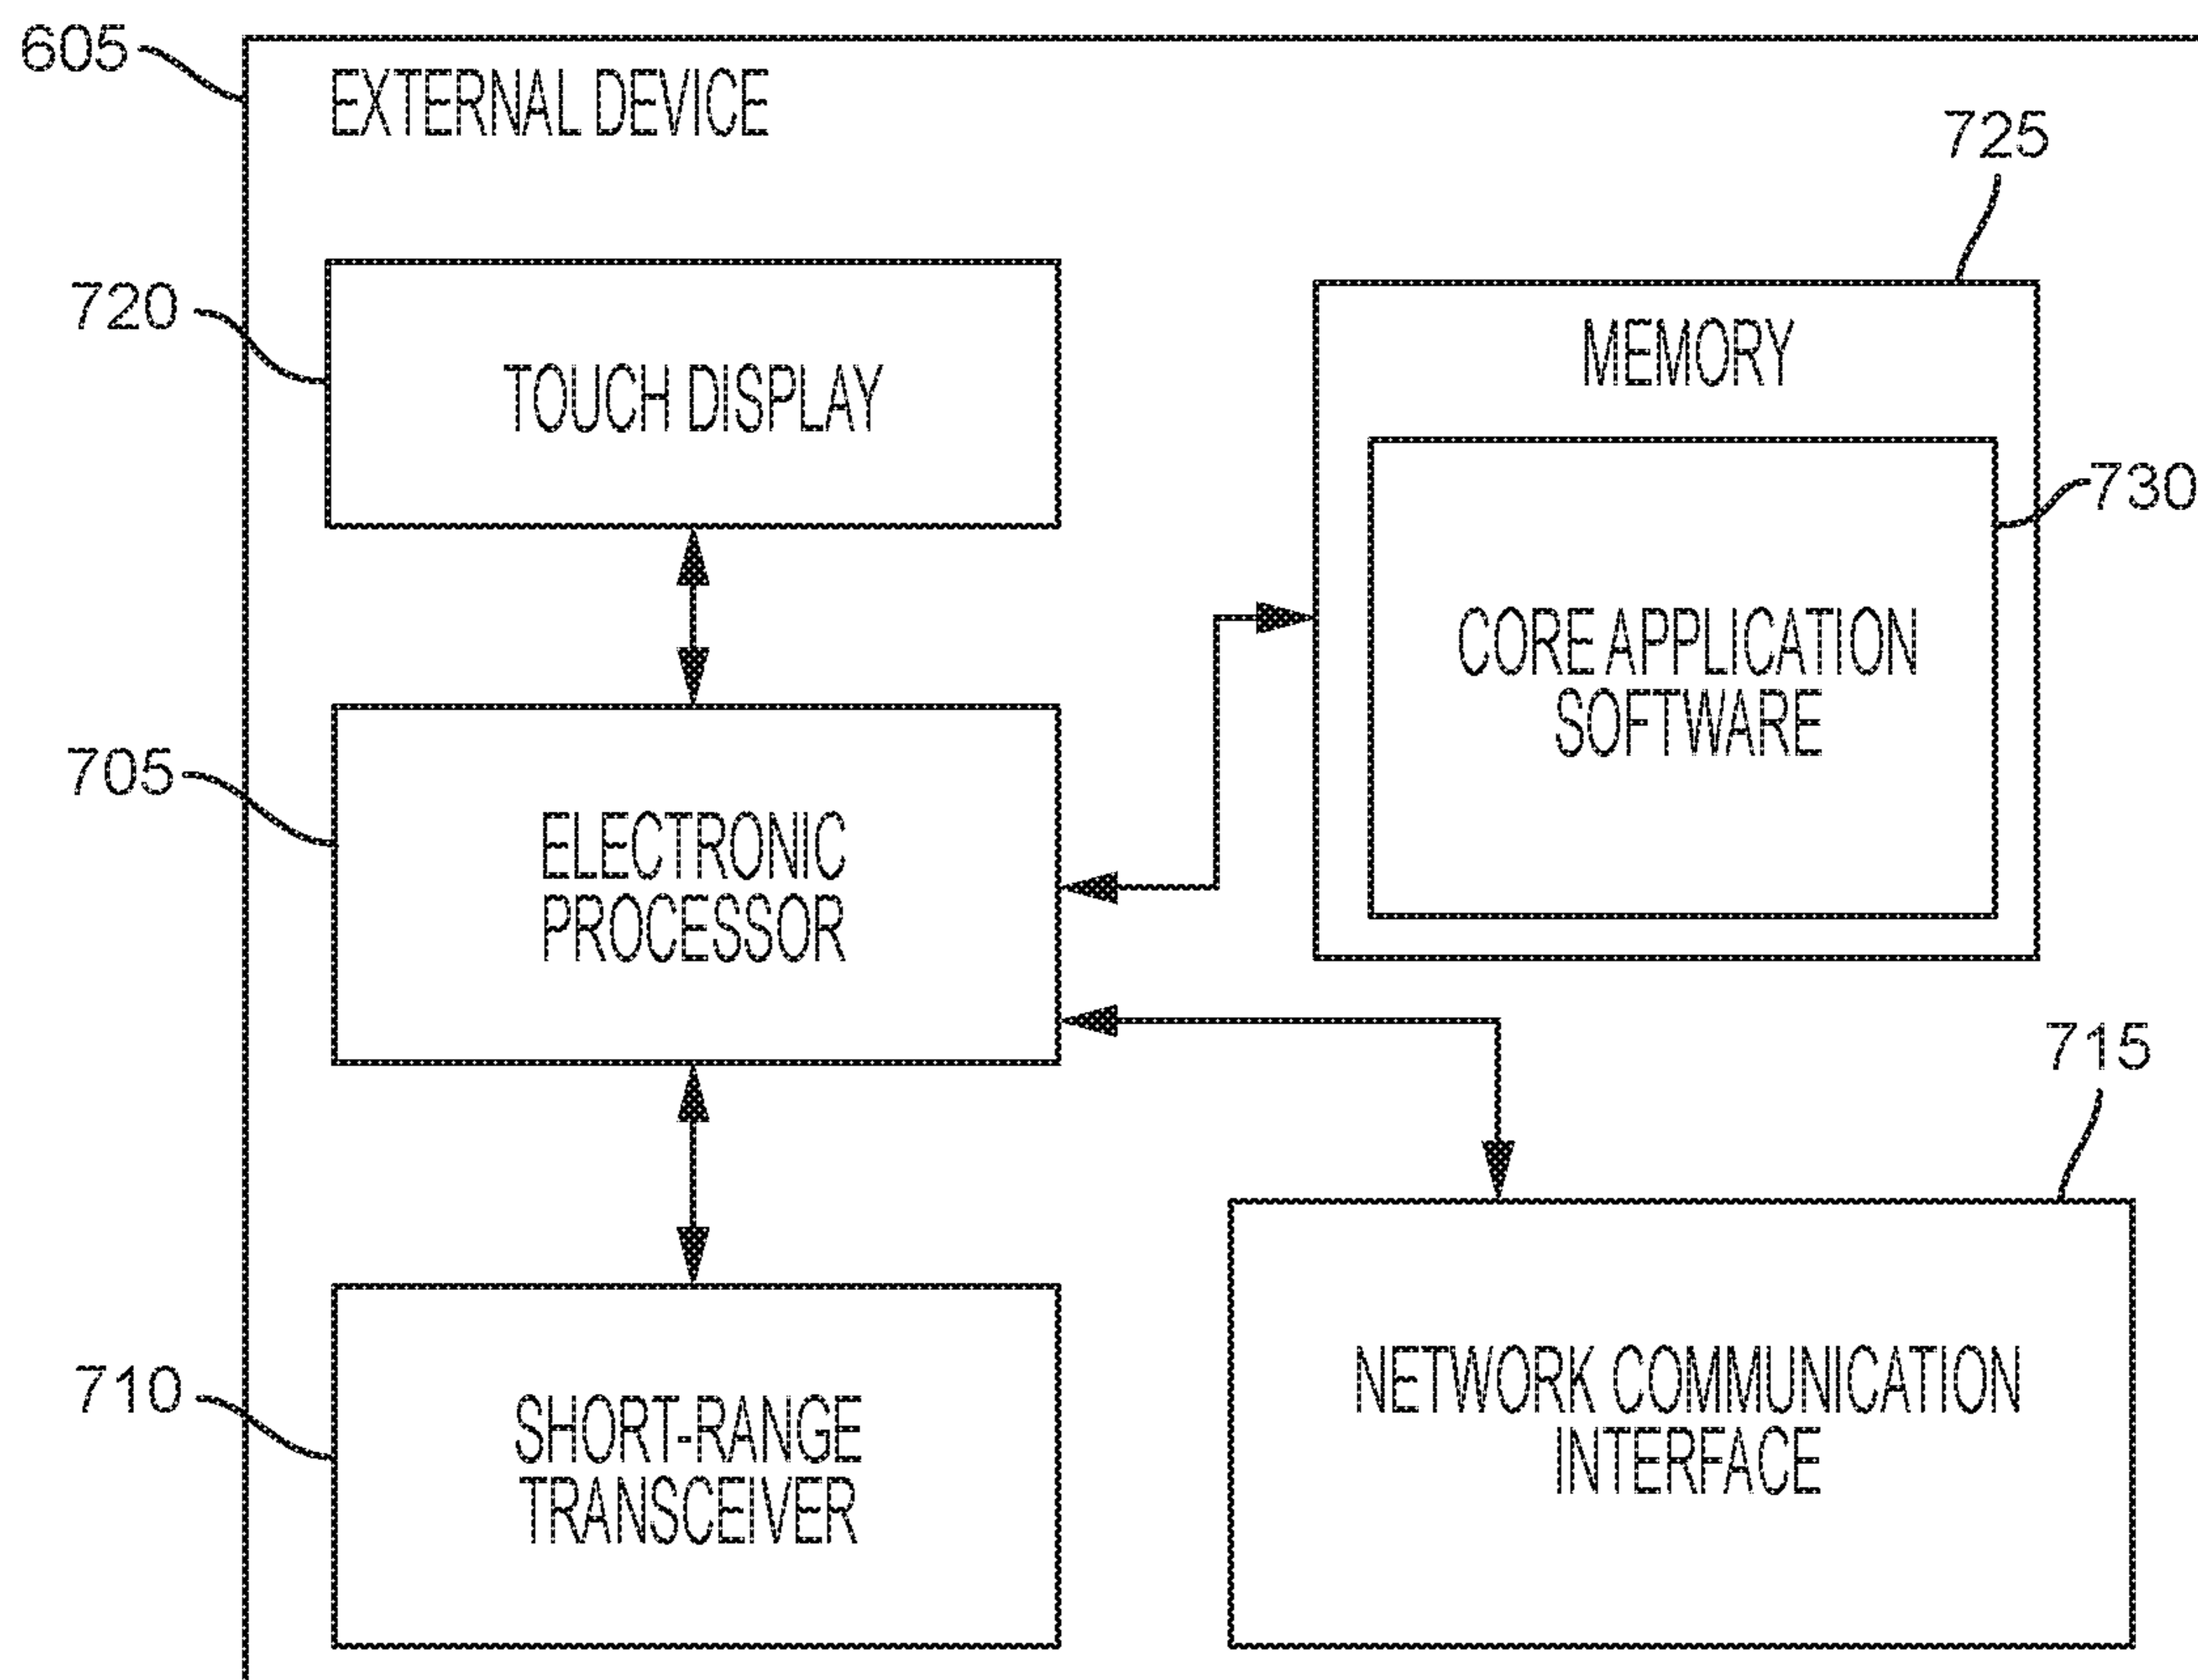 605
EXTERNAL DEVICE
725
720
TOUCH DISPLAY
MEMORY
730
CORE APPLICATION
SOFTWARE
705
ELECTRONIC
PROCESSOR
715
710
SHORT-RANGE
TRANSCEIVER
NETWORK COMMUNICATION
INTERFACE